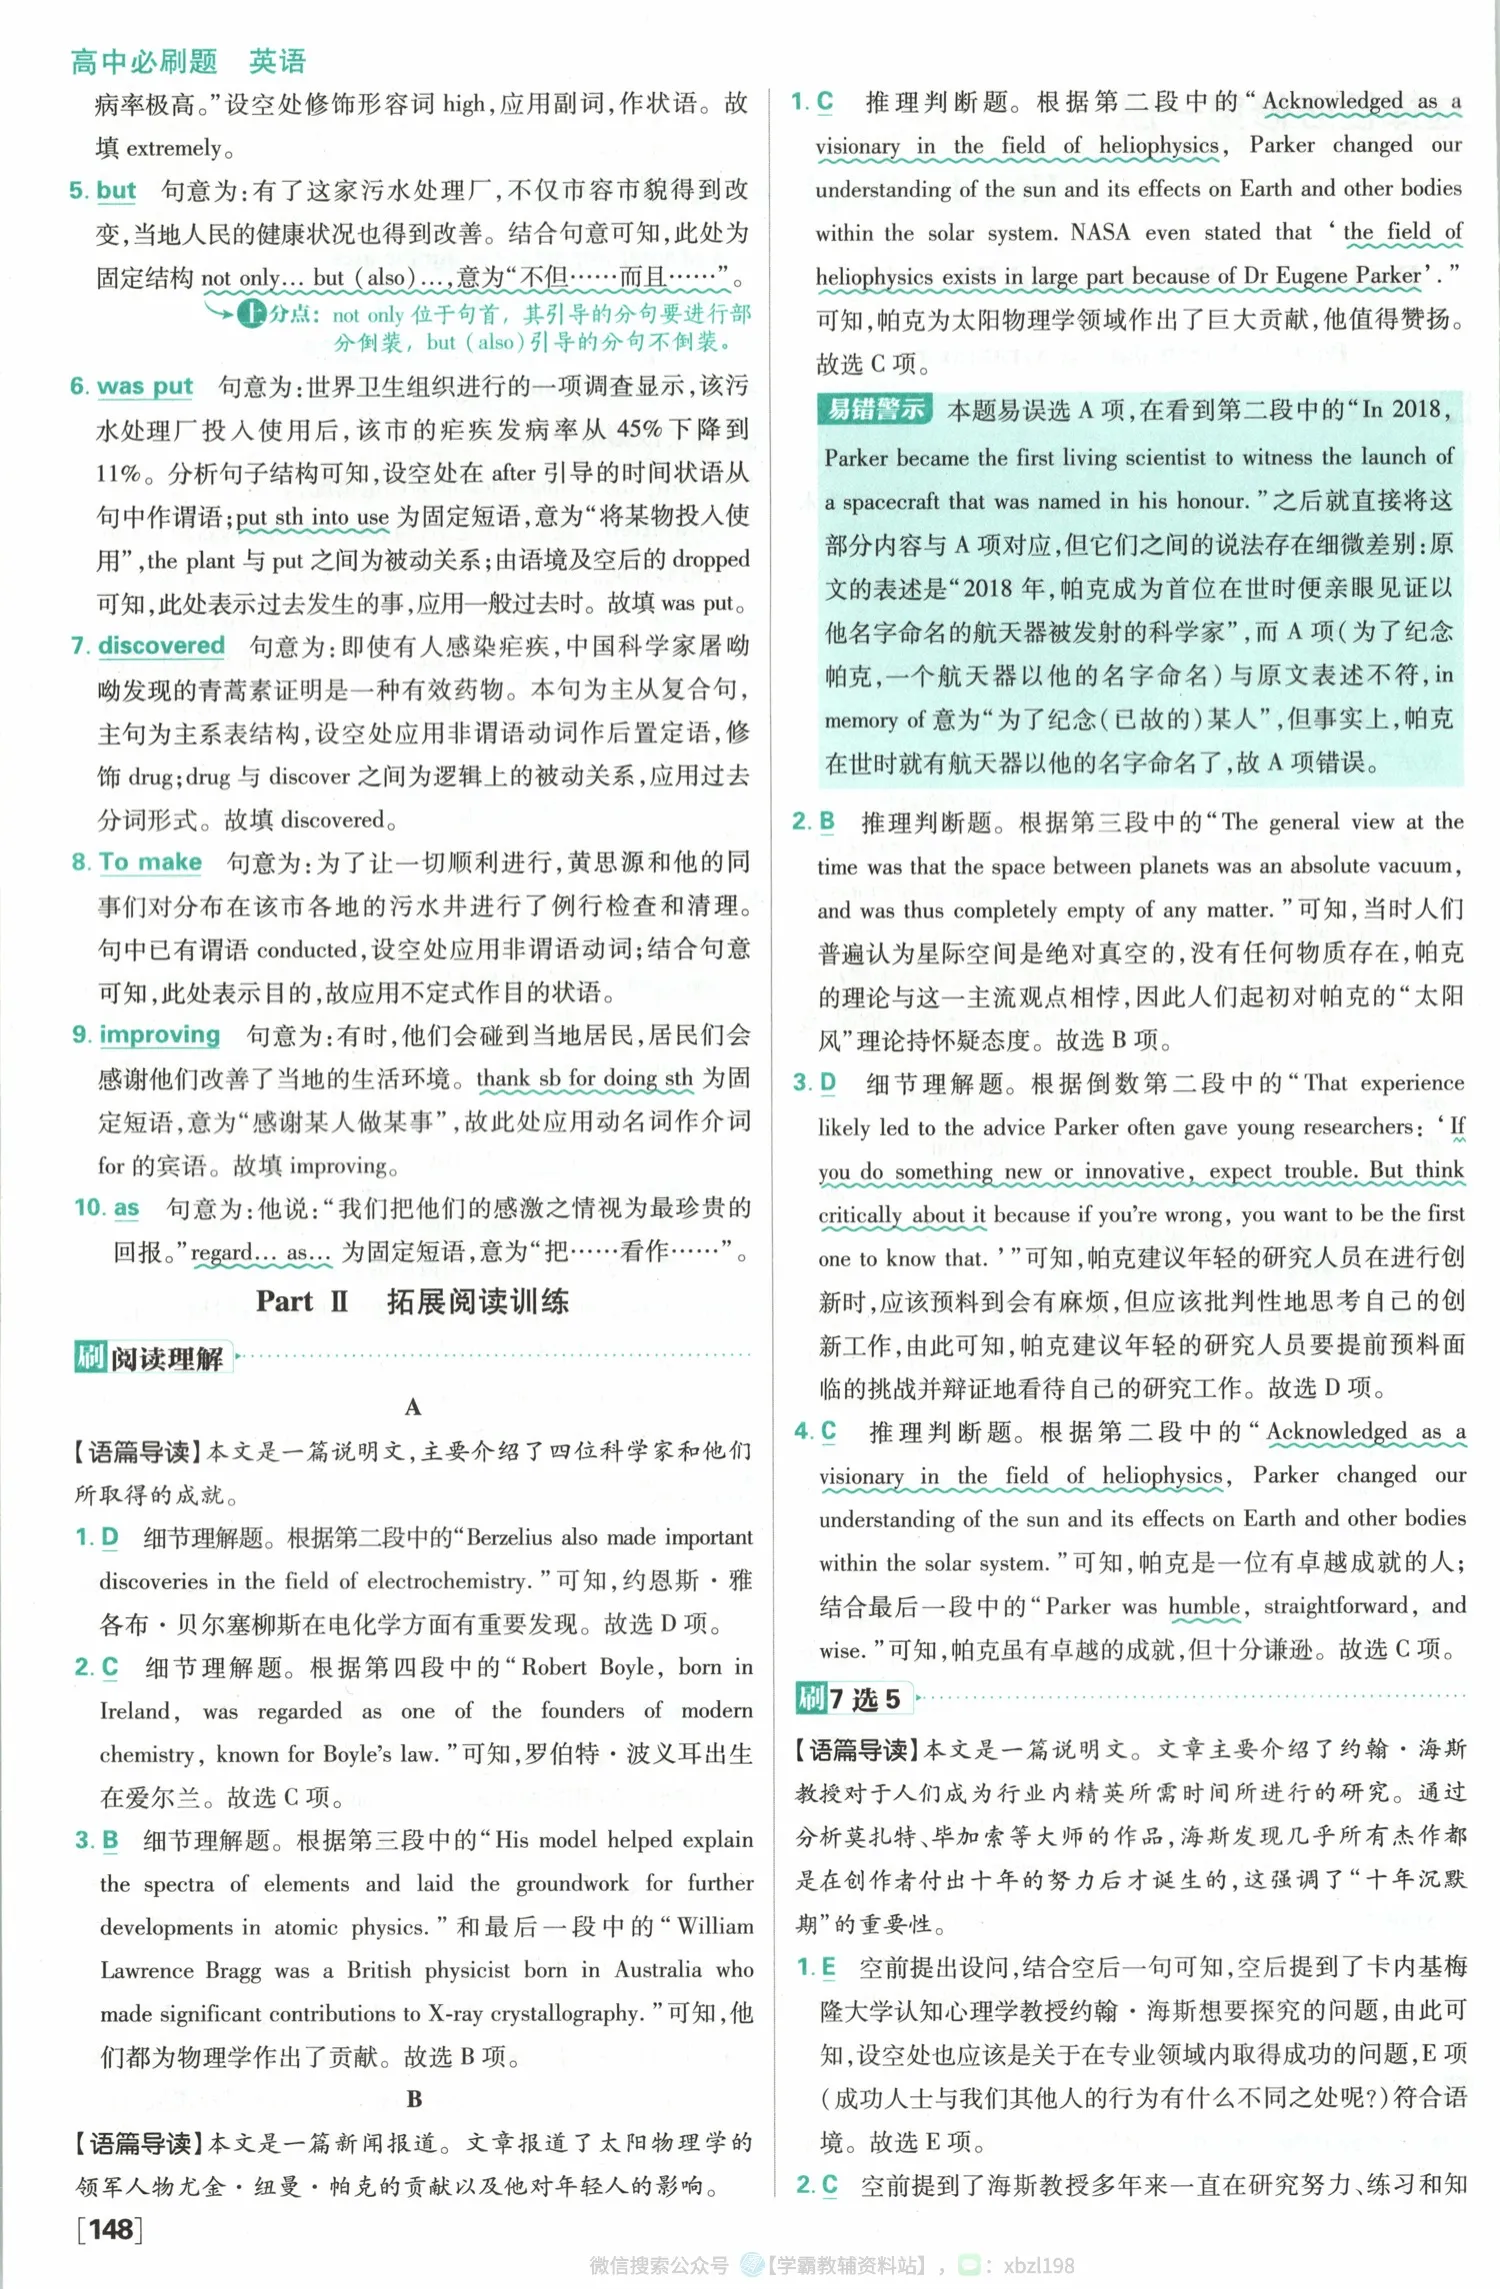 高中必刷题 英语
病率极高。”设空处修饰形容词 high,应用副词,作状语。故
填 extremely。
5. but 句意为:有了这家污水处理厂,不仅市容市貌得到改
变,当地人民的健康状况也得到改善。结合句意可知,此处为
固定结构 not only… but (also)…,意为“不但……而且……”。
上分点：not only 位于句首，其引导的分句要进行部
分倒装，but (also)引导的分句不倒装。
6. was put 句意为:世界卫生组织进行的一项调查显示,该污
水处理厂投入使用后,该市的疟疾发病率从 45%下降到
11%。分析句子结构可知,设空处在 after 引导的时间状语从
句中作谓语;put sth into use 为固定短语,意为“将某物投入使
用”,the plant 与 put 之间为被动关系;由语境及空后的 dropped
可知,此处表示过去发生的事,应用一般过去时。故填 was put。
7. discovered 句意为:即使有人感染疟疾,中国科学家屠呦
呦发现的青蒿素证明是一种有效药物。本句为主从复合句,
主句为主系表结构,设空处应用非谓语动词作后置定语,修
饰 drug;drug 与 discover 之间为逻辑上的被动关系,应用过去
分词形式。故填 discovered。
8. To make 句意为:为了让一切顺利进行,黄思源和他的同
事们对分布在该市各地的污水井进行了例行检查和清理。
句中已有谓语 conducted,设空处应用非谓语动词;结合句意
可知,此处表示目的,故应用不定式作目的状语。
9. improving 句意为:有时,他们会碰到当地居民,居民们会
感谢他们改善了当地的生活环境。thank sb for doing sth 为固
定短语,意为“感谢某人做某事”,故此处应用动名词作介词
for 的宾语。故填 improving。
10. as 句意为:他说:“我们把他们的感激之情视为最珍贵的
回报。”regard… as… 为固定短语,意为“把……看作……”。
Part Ⅱ 拓展阅读训练
刷 阅读理解
A
【语篇导读】本文是一篇说明文,主要介绍了四位科学家和他们
所取得的成就。
1. D 细节理解题。根据第二段中的“Berzelius also made important
discoveries in the field of electrochemistry. ”可知,约恩斯·雅
各布·贝尔塞柳斯在电化学方面有重要发现。故选 D 项。
2. C 细节理解题。根据第四段中的“Robert Boyle, born in
Ireland, was regarded as one of the founders of modern
chemistry, known for Boyle’s law. ”可知,罗伯特·波义耳出生
在爱尔兰。故选 C 项。
3. B 细节理解题。根据第三段中的“His model helped explain
the spectra of elements and laid the groundwork for further
developments in atomic physics. ”和最后一段中的“William
Lawrence Bragg was a British physicist born in Australia who
made significant contributions to X-ray crystallography. ”可知,他
们都为物理学作出了贡献。故选 B 项。
B
【语篇导读】本文是一篇新闻报道。文章报道了太阳物理学的
领军人物尤金·纽曼·帕克的贡献以及他对年轻人的影响。
[148]
1. C 推理判断题。根据第二段中的“Acknowledged as a
visionary in the field of heliophysics, Parker changed our
understanding of the sun and its effects on Earth and other bodies
within the solar system. NASA even stated that ‘the field of
heliophysics exists in large part because of Dr Eugene Parker’. ”
可知,帕克为太阳物理学领域作出了巨大贡献,他值得赞扬。
故选 C 项。
易错警示 本题易误选 A 项,在看到第二段中的“In 2018,
Parker became the first living scientist to witness the launch of
a spacecraft that was named in his honour. ”之后就直接将这
部分内容与 A 项对应,但它们之间的说法存在细微差别:原
文的表述是“2018 年,帕克成为首位在世时便亲眼见证以
他名字命名的航天器被发射的科学家”,而 A 项(为了纪念
帕克,一个航天器以他的名字命名)与原文表述不符,in
memory of 意为“为了纪念(已故的)某人”,但事实上,帕克
在世时就有航天器以他的名字命名了,故 A 项错误。
2. B 推理判断题。根据第三段中的“The general view at the
time was that the space between planets was an absolute vacuum,
and was thus completely empty of any matter. ”可知,当时人们
普遍认为星际空间是绝对真空的,没有任何物质存在,帕克
的理论与这一主流观点相悖,因此人们起初对帕克的“太阳
风”理论持怀疑态度。故选 B 项。
3. D 细节理解题。根据倒数第二段中的“That experience
likely led to the advice Parker often gave young researchers: ‘If
you do something new or innovative, expect trouble. But think
critically about it because if you’re wrong, you want to be the first
one to know that. ’”可知,帕克建议年轻的研究人员在进行创
新时,应该预料到会有麻烦,但应该批判性地思考自己的创
新工作,由此可知,帕克建议年轻的研究人员要提前预料面
临的挑战并辩证地看待自己的研究工作。故选 D 项。
4. C 推理判断题。根据第二段中的“Acknowledged as a
visionary in the field of heliophysics, Parker changed our
understanding of the sun and its effects on Earth and other bodies
within the solar system. ”可知,帕克是一位有卓越成就的人;
结合最后一段中的“Parker was humble, straightforward, and
wise. ”可知,帕克虽有卓越的成就,但十分谦逊。故选 C 项。
刷 7 选 5
【语篇导读】本文是一篇说明文。文章主要介绍了约翰·海斯
教授对于人们成为行业内精英所需时间所进行的研究。通过
分析莫扎特、毕加索等大师的作品,海斯发现几乎所有杰作都
是在创作者付出十年的努力后才诞生的,这强调了“十年沉默
期”的重要性。
1. E 空前提出设问,结合空后一句可知,空后提到了卡内基梅
隆大学认知心理学教授约翰·海斯想要探究的问题,由此可
知,设空处也应该是关于在专业领域内取得成功的问题,E 项
(成功人士与我们其他人的行为有什么不同之处呢?)符合语
境。故选 E 项。
2. C 空前提到了海斯教授多年来一直在研究努力、练习和知
微信搜索公众号【学霸教辅资料站】，：xbzl198